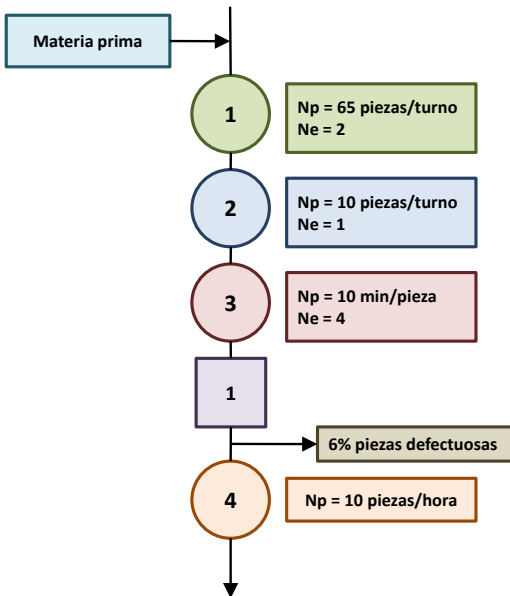 Materia prima
1
Np = 65 piezas/turno
Ne = 2
2
Np = 10 piezas/turno
Ne = 1
3
Np = 10 min/pieza
Ne = 4
1
6% piezas defectuosas
4
Np = 10 piezas/hora